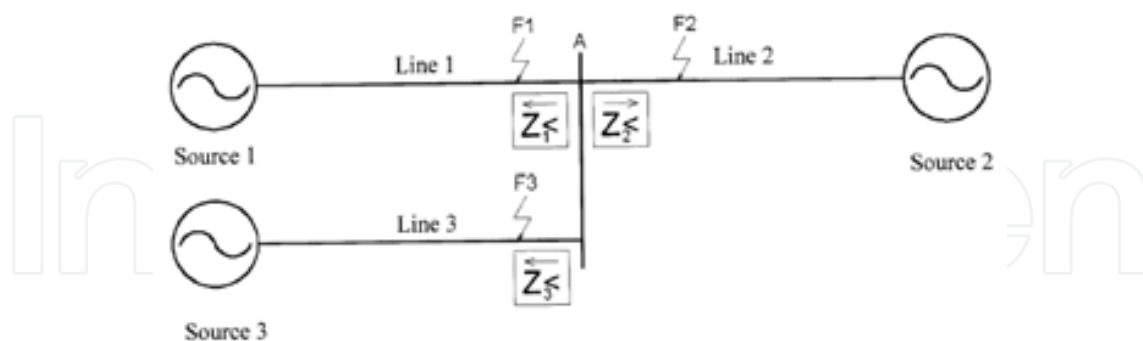 F1
A
F2
Line 1
Line 2
Z1<
Z2<
Source 1
Source 2
F3
Line 3
Z3<
Source 3